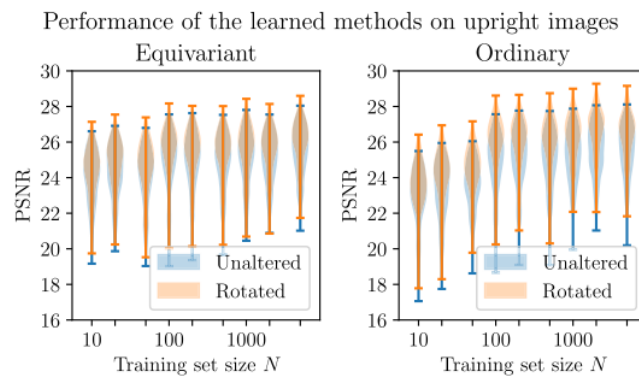 Performance of the learned methods on upright images
Equivariant
30
28
26
24
22
20
18
16
PSNR
10
100
1000
Training set size N
Unaltered
Rotated
Ordinary
30
28
26
24
22
20
18
16
PSNR
10
100
1000
Training set size N
Unaltered
Rotated